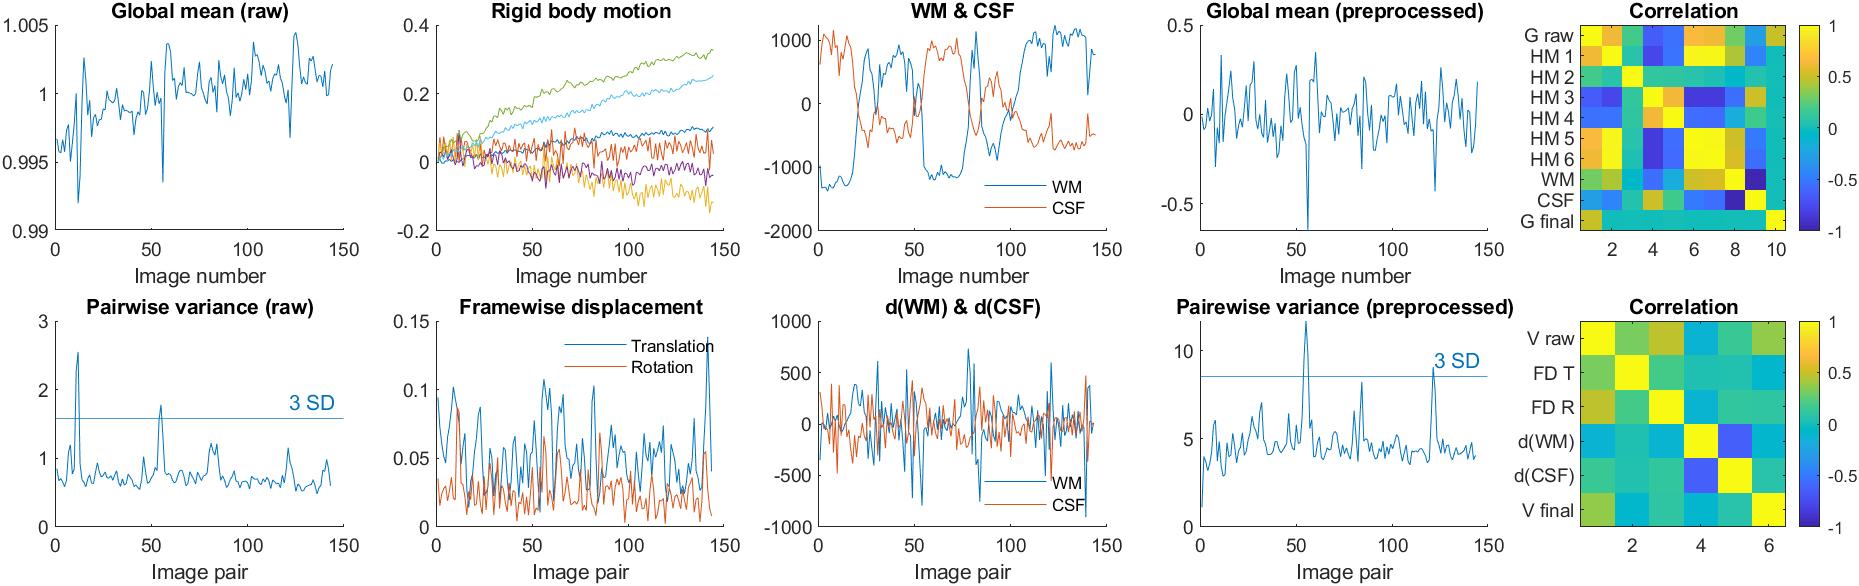 Global mean (raw)
1.005
1
0.995
0.99
0 50 100 150
Image number
Rigid body motion
0.4
0.2
0
-0.2
0 50 100 150
Image number
WM & CSF
1000
0
-1000
-2000
WM
CSF
0 50 100 150
Image number
Global mean (preprocessed)
0.5
0
-0.5
0 50 100 150
Image number
Correlation
G raw
HM 1
HM 2
HM 3
HM 4
HM 5
HM 6
WM
CSF
G final
2 4 6 8 10
1
0.5
0
-0.5
-1
Pairwise variance (raw)
3
2
1
0
3 SD
0 50 100 150
Image pair
Framewise displacement
0.15
0.1
0.05
0
Translation
Rotation
0 50 100 150
Image pair
d(WM) & d(CSF)
1000
500
0
-500
-1000
WM
CSF
0 50 100 150
Image pair
Pairewise variance (preprocessed)
10
5
0
3 SD
0 50 100 150
Image pair
Correlation
V raw
FD T
FD R
d(WM)
d(CSF)
V final
2 4 6
1
0.5
0
-0.5
-1